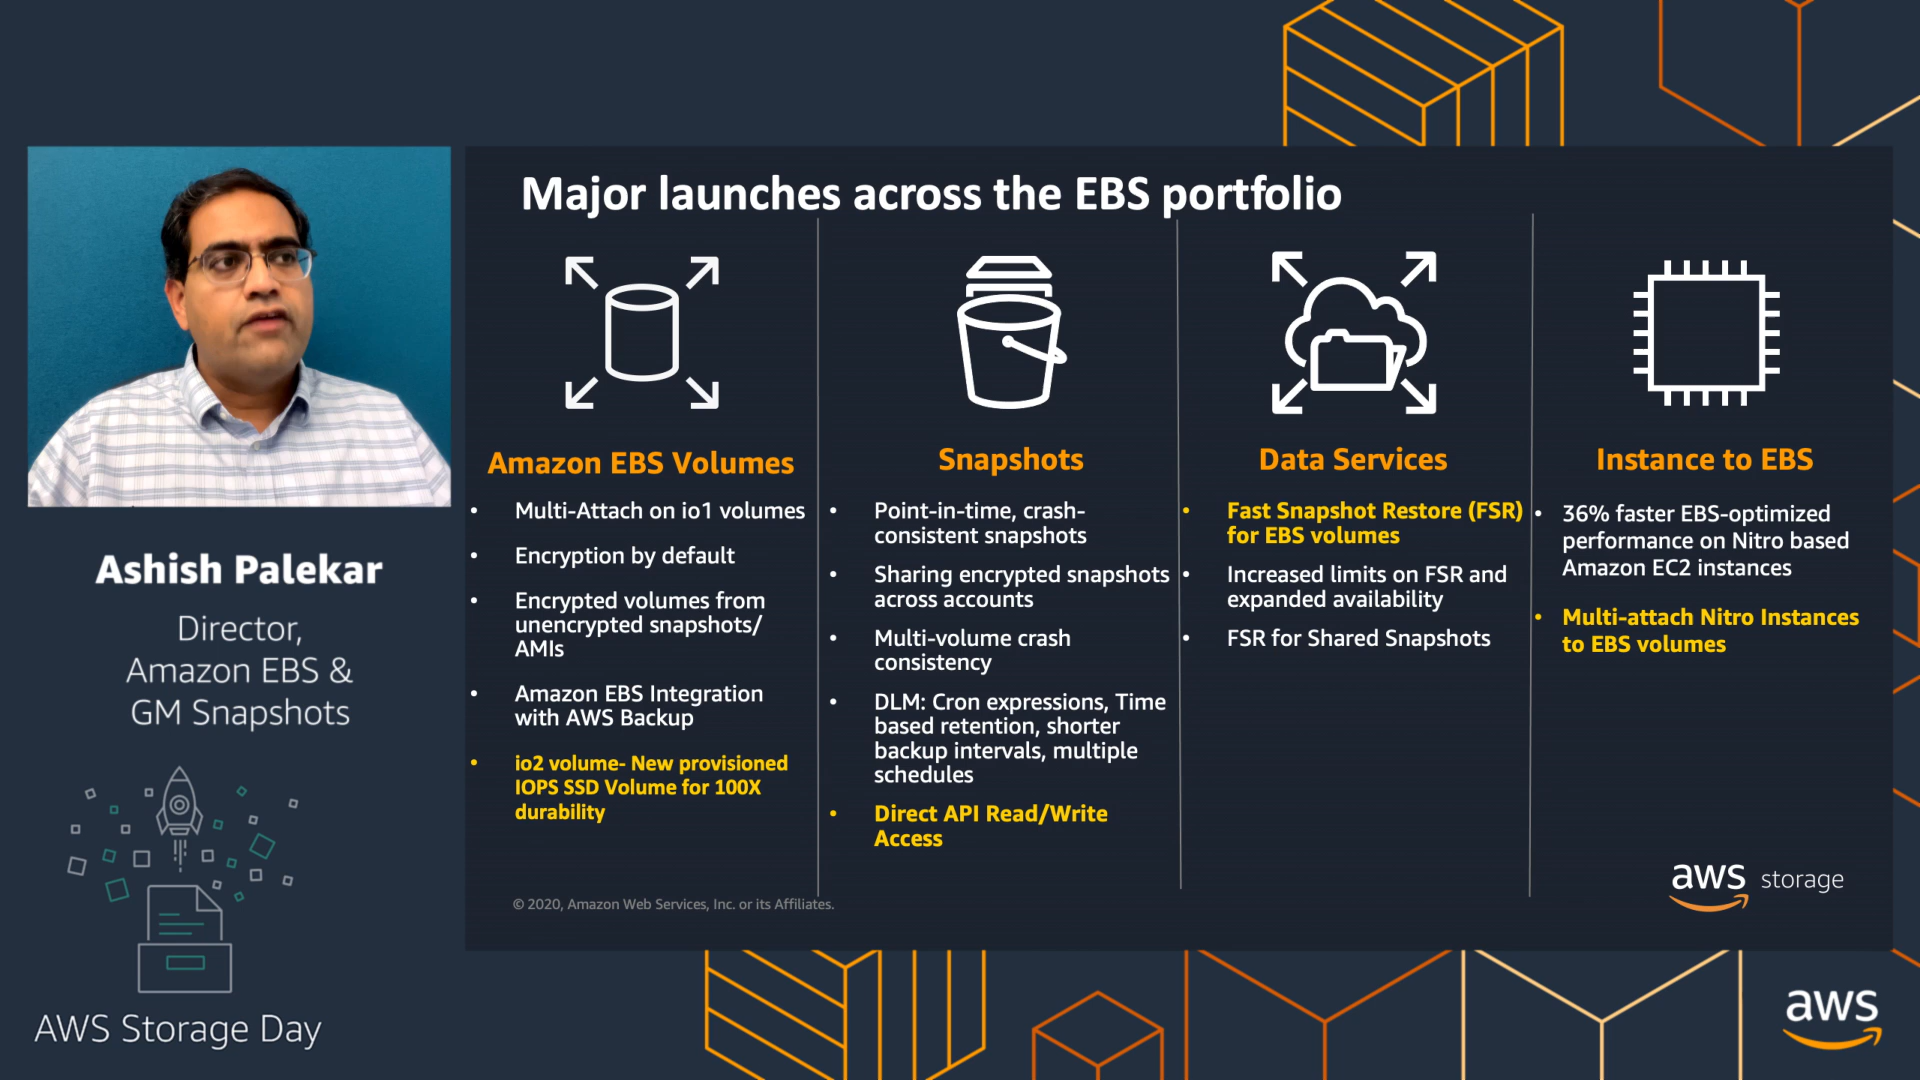 Major launches across the EBS portfolio
Amazon EBS Volumes
• Multi-Attach on io1 volumes
• Encryption by default
• Encrypted volumes from
unencrypted snapshots/
AMIs
• Amazon EBS Integration
with AWS Backup
• io2 volume- New provisioned
IOPS SSD Volume for 100X
durability
Snapshots
• Point-in-time, crash-
consistent snapshots
• Sharing encrypted snapshots
across accounts
• Multi-volume crash
consistency
• DLM: Cron expressions, Time
based retention, shorter
backup intervals, multiple
schedules
• Direct API Read/Write
Access
Data Services
• Fast Snapshot Restore (FSR)
for EBS volumes
• Increased limits on FSR and
expanded availability
• FSR for Shared Snapshots
Instance to EBS
• 36% faster EBS-optimized
performance on Nitro based
Amazon EC2 instances
• Multi-attach Nitro Instances
to EBS volumes
© 2020, Amazon Web Services, Inc. or its Affiliates.
aws storage
Ashish Palekar
Director,
Amazon EBS &
GM Snapshots
AWS Storage Day
aws